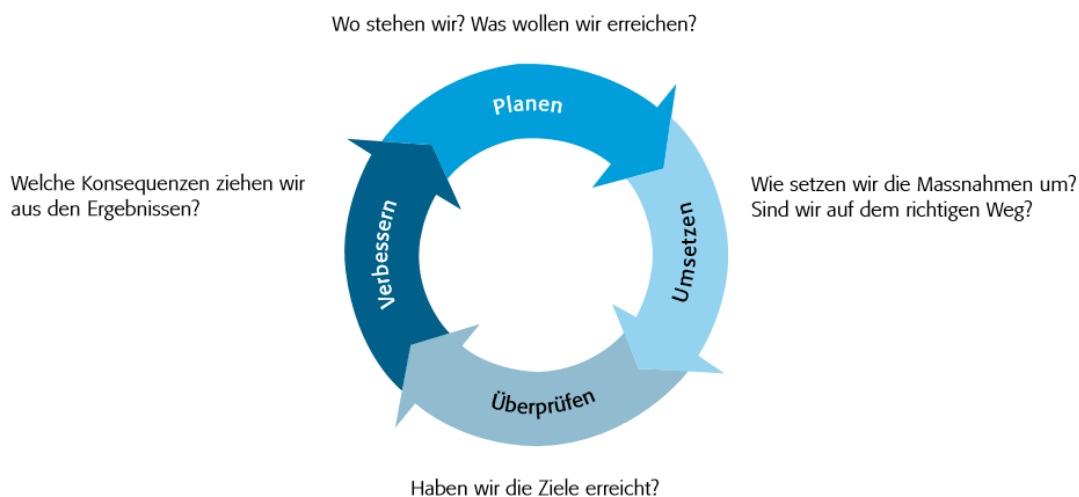 Wo stehen wir? Was wollen wir erreichen?
Planen
Welche Konsequenzen ziehen wir
aus den Ergebnissen?
Wie setzen wir die Massnahmen um?
Sind wir auf dem richtigen Weg?
Verbessern
Umsetzen
Überprüfen
Haben wir die Ziele erreicht?